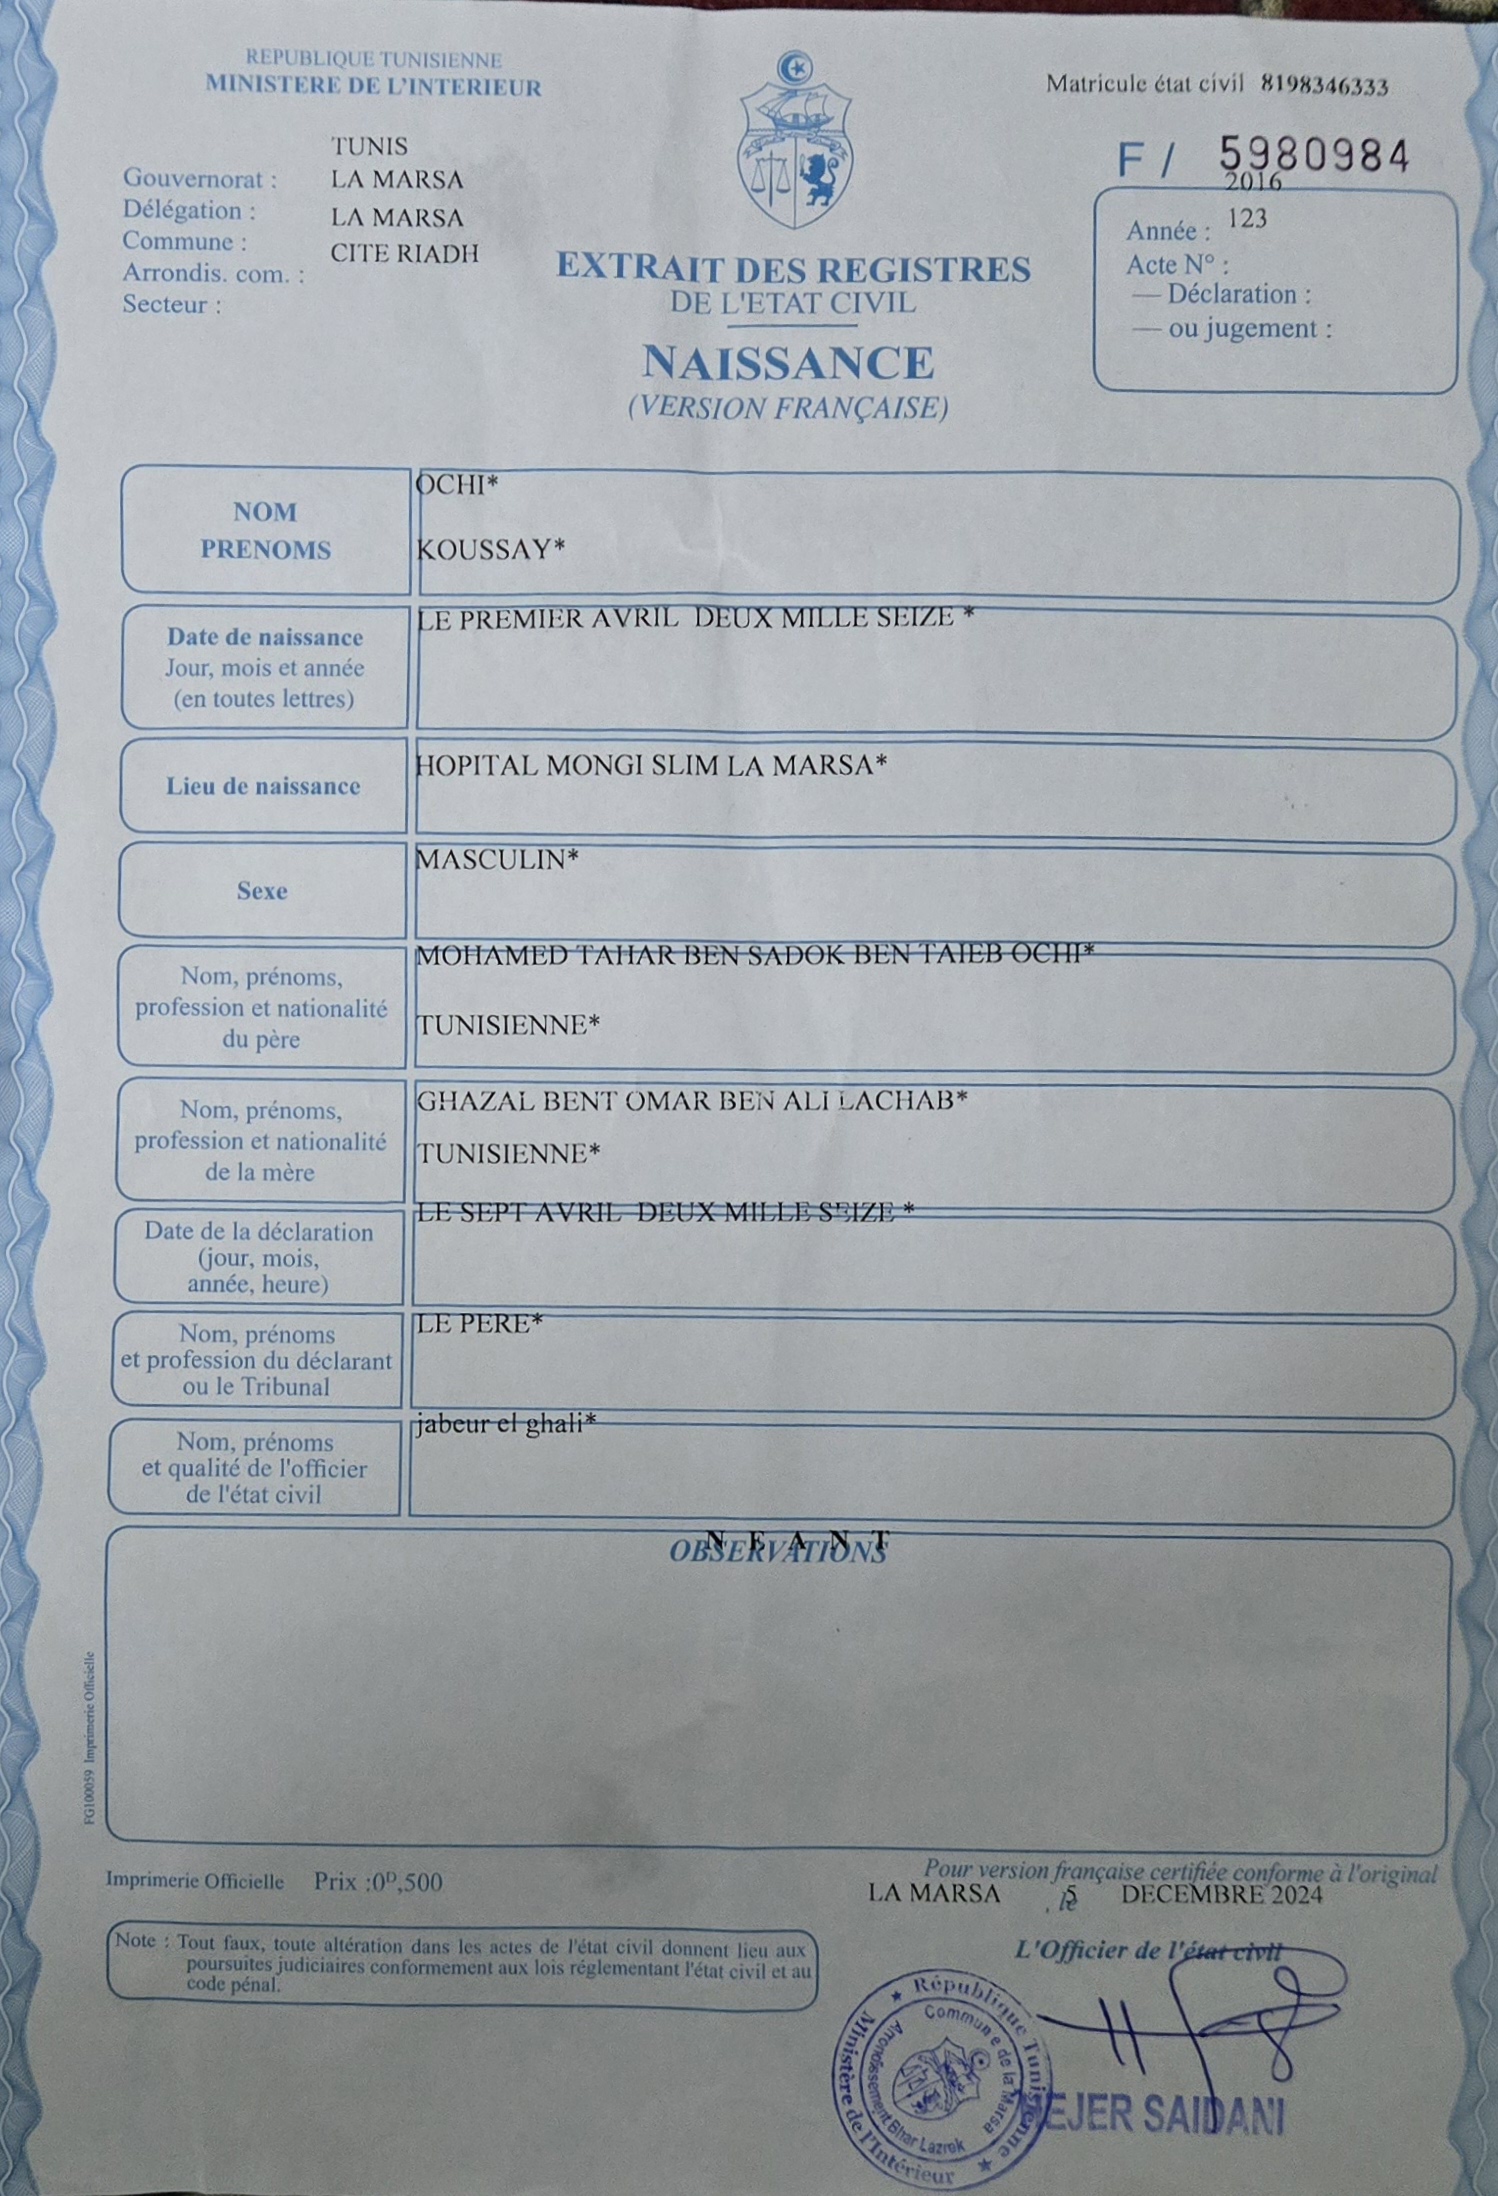 REPUBLIQUE TUNISIENNE
MINISTERE DE L'INTERIEUR
Matricule état civil 8198346333
F / 5980984
TUNIS
Gouvernorat : LA MARSA
Délégation : LA MARSA
Commune : CITE RIADH
Arrondis. com. :
Secteur :
2016
Année : 123
Acte N° :
— Déclaration :
— ou jugement :
EXTRAIT DES REGISTRES
DE L'ETAT CIVIL
NAISSANCE
(VERSION FRANÇAISE)
NOM
PRENOMS
OCHI*
KOUSSAY*
Date de naissance
Jour, mois et année
(en toutes lettres)
LE PREMIER AVRIL DEUX MILLE SEIZE *
Lieu de naissance
HOPITAL MONGI SLIM LA MARSA*
Sexe
MASCULIN*
Nom, prénoms,
profession et nationalité
du père
MOHAMED TAHAR BEN SADOK BEN TAIEB OCHI*
TUNISIENNE*
Nom, prénoms,
profession et nationalité
de la mère
GHAZAL BENT OMAR BEN ALI LACHAB*
TUNISIENNE*
Date de la déclaration
(jour, mois,
année, heure)
LE SEPT AVRIL DEUX MILLE SEIZE *
Nom, prénoms
et profession du déclarant
ou le Tribunal
LE PERE*
Nom, prénoms
et qualité de l'officier
de l'état civil
jabeur el ghali*
OBSERVATIONS
N E A N T
FG100059 Imprimerie Officielle
Imprimerie Officielle Prix :0ᴰ,500
Pour version française certifiée conforme à l'original
LA MARSA , le 5 DECEMBRE 2024
Note : Tout faux, toute altération dans les actes de l'état civil donnent lieu aux
poursuites judiciaires conformement aux lois réglementant l'état civil et au
code pénal.
L'Officier de l'état civil
République Tunisienne
Ministère de l'Intérieur
Commune de la Marsa
Arrondissement Bhar Lazrek
HEJER SAIDANI